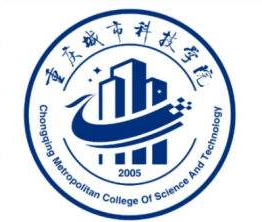 重庆城市科技学院
2005
Chongqing Metropolitan College Of Science And Technology